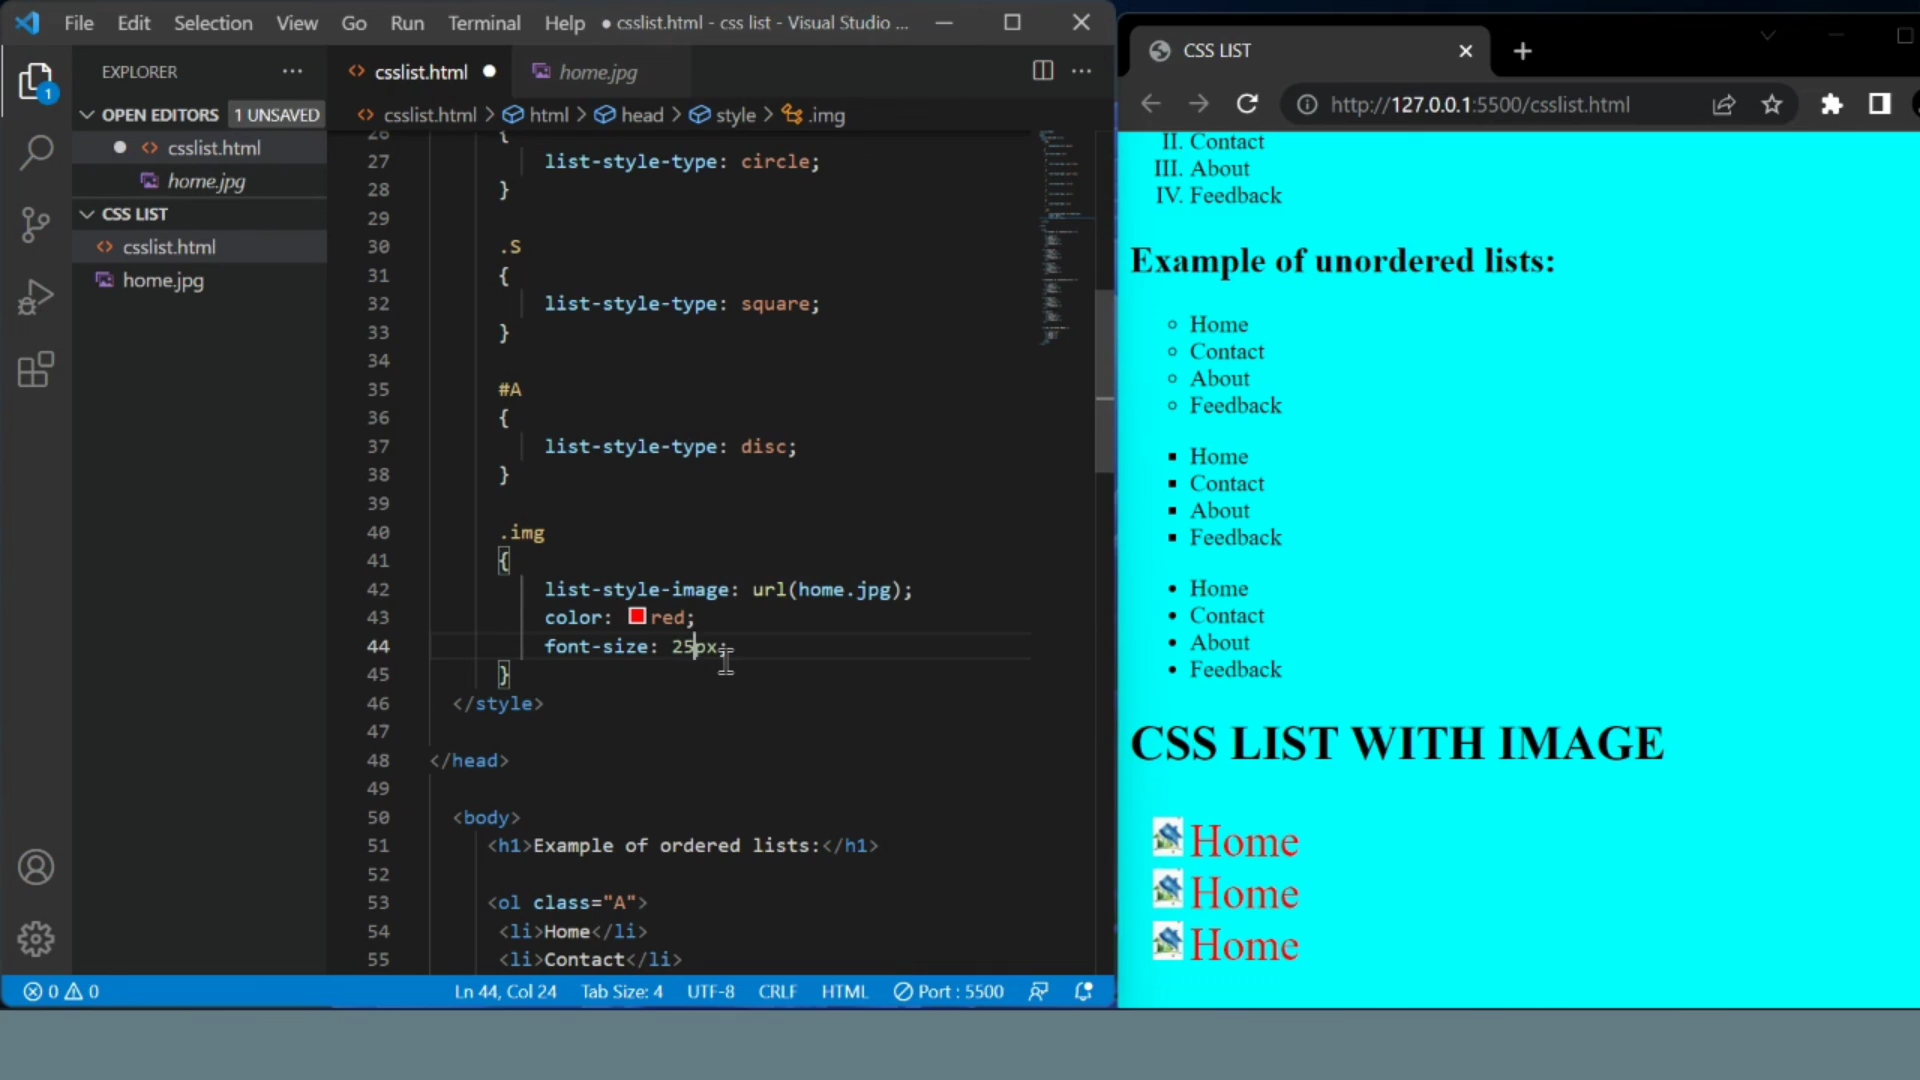 File Edit Selection View Go Run Terminal Help ● csslist.html - css list - Visual Studio ...
EXPLORER ...
OPEN EDITORS 1 UNSAVED
● csslist.html
home.jpg
CSS LIST
csslist.html
home.jpg
1
csslist.html ● home.jpg ...
csslist.html > html > head > style > .img
26 {
27 list-style-type: circle;
28 }
29
30 .S
31 {
32 list-style-type: square;
33 }
34
35 #A
36 {
37 list-style-type: disc;
38 }
39
40 .img
41 {
42 list-style-image: url(home.jpg);
43 color: red;
44 font-size: 25px;
45 }
46 </style>
47
48 </head>
49
50 <body>
51 <h1>Example of ordered lists:</h1>
52
53 <ol class="A">
54 <li>Home</li>
55 <li>Contact</li>
0 0 Ln 44, Col 24 Tab Size: 4 UTF-8 CRLF HTML Port : 5500
CSS LIST
http://127.0.0.1:5500/csslist.html
II. Contact
III. About
IV. Feedback
Example of unordered lists:
Home
Contact
About
Feedback
Home
Contact
About
Feedback
Home
Contact
About
Feedback
CSS LIST WITH IMAGE
Home
Home
Home